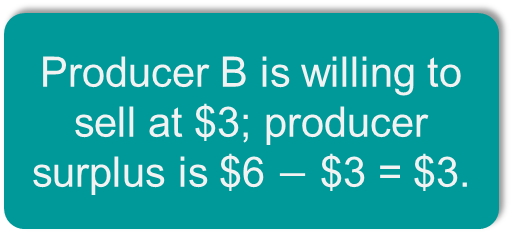 Producer B is willing to
sell at $3; producer
surplus is $6 − $3 = $3.